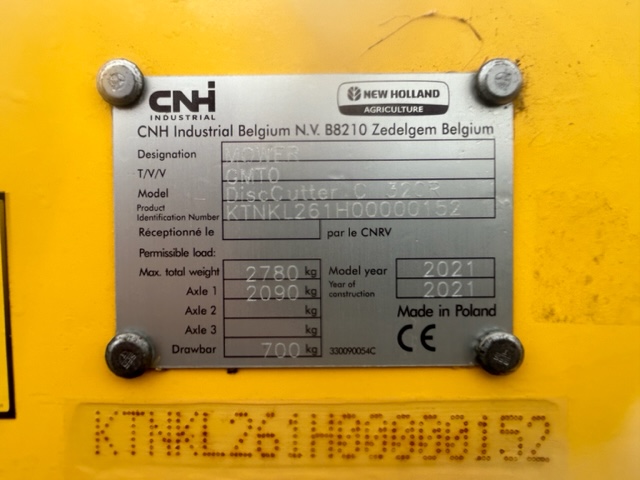 CNH
INDUSTRIAL
NEW HOLLAND
AGRICULTURE
CNH Industrial Belgium N.V. B8210 Zedelgem Belgium
Designation MOWER
T/V/V CMT0
Model DiscCutter C 320R
Product Identification Number KTNKL261H00000152
Réceptionné le par le CNRV
Permissible load:
Max. total weight 2780 kg Model year 2021
Axle 1 2090 kg Year of construction 2021
Axle 2 kg Made in Poland
Axle 3 kg
Drawbar 700 kg 330090054C CE
KTNKL261H00000152